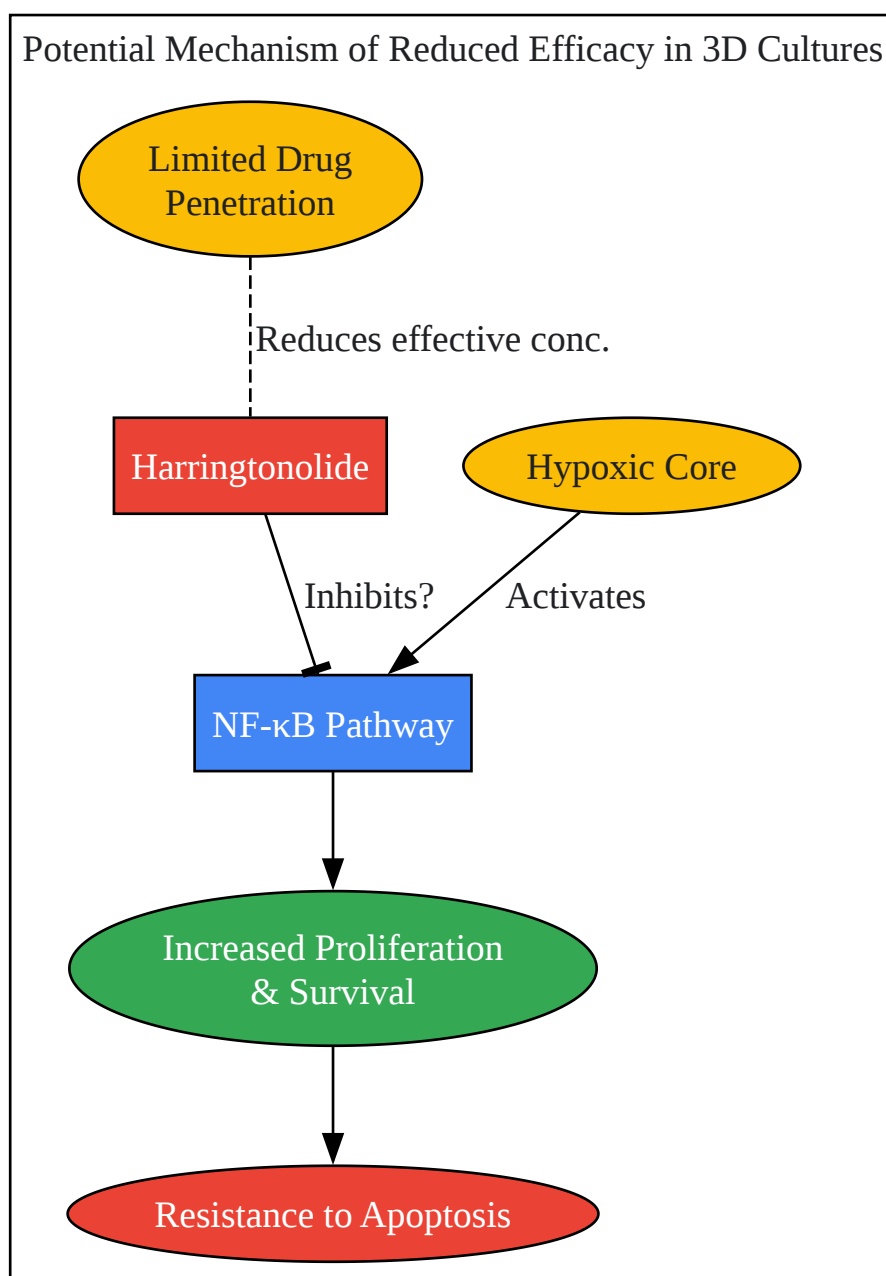 Potential Mechanism of Reduced Efficacy in 3D Cultures
Limited Drug
Penetration
Reduces effective conc.
Harringtonolide
Hypoxic Core
Inhibits?
Activates
NF-κB Pathway
Increased Proliferation
& Survival
Resistance to Apoptosis